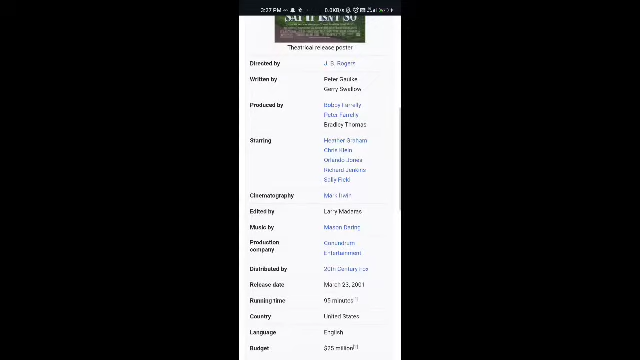 3:27 PM
SAY IT ISN'T SO
Theatrical release poster
Directed by J. B. Rogers
Written by Peter Gaulke
Gerry Swallow
Produced by Bobby Farrelly
Peter Farrelly
Bradley Thomas
Starring Heather Graham
Chris Klein
Orlando Jones
Richard Jenkins
Sally Field
Cinematography Mark Irwin
Edited by Larry Madaras
Music by Mason Daring
Production company Conundrum
Entertainment
Distributed by 20th Century Fox
Release date March 23, 2001
Running time 95 minutes
Country United States
Language English
Budget $25 million